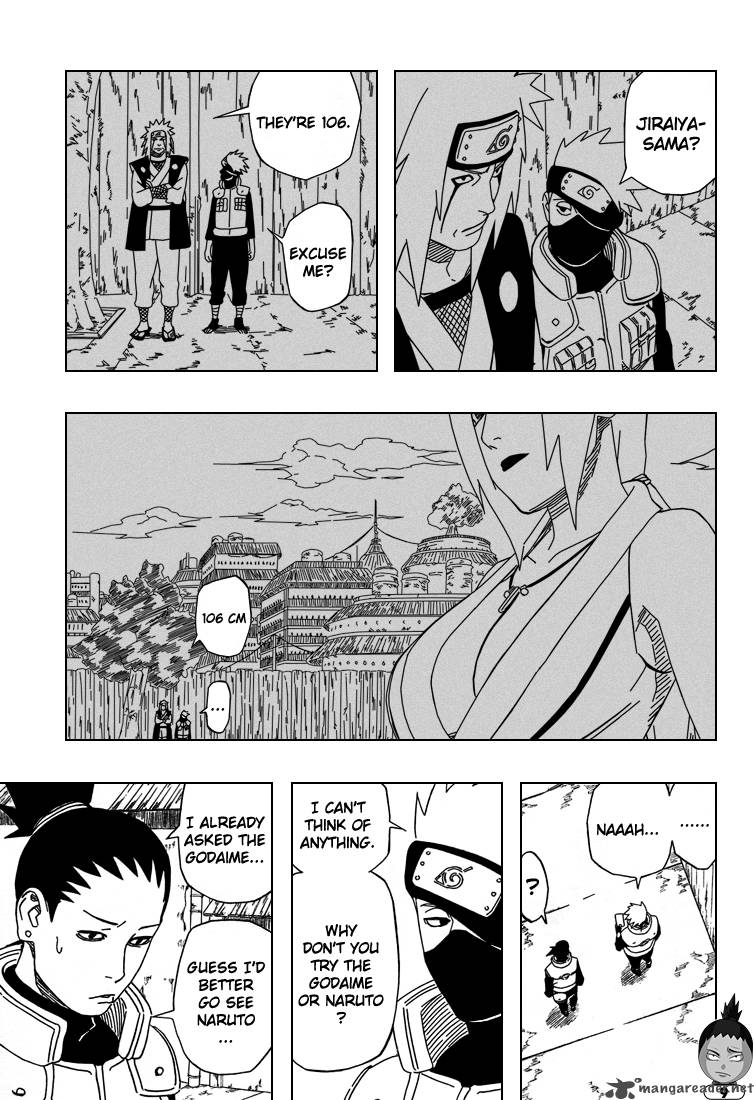 JIRAIYA-
SAMA?
THEY'RE 106.
EXCUSE
ME?
106 CM
...
......
NAAAH...
?
I CAN'T
THINK OF
ANYTHING.
WHY
DON'T YOU
TRY THE
GODAIME
OR NARUTO
?
I ALREADY
ASKED THE
GODAIME...
GUESS I'D
BETTER
GO SEE
NARUTO
...
9
mangareader.net
9